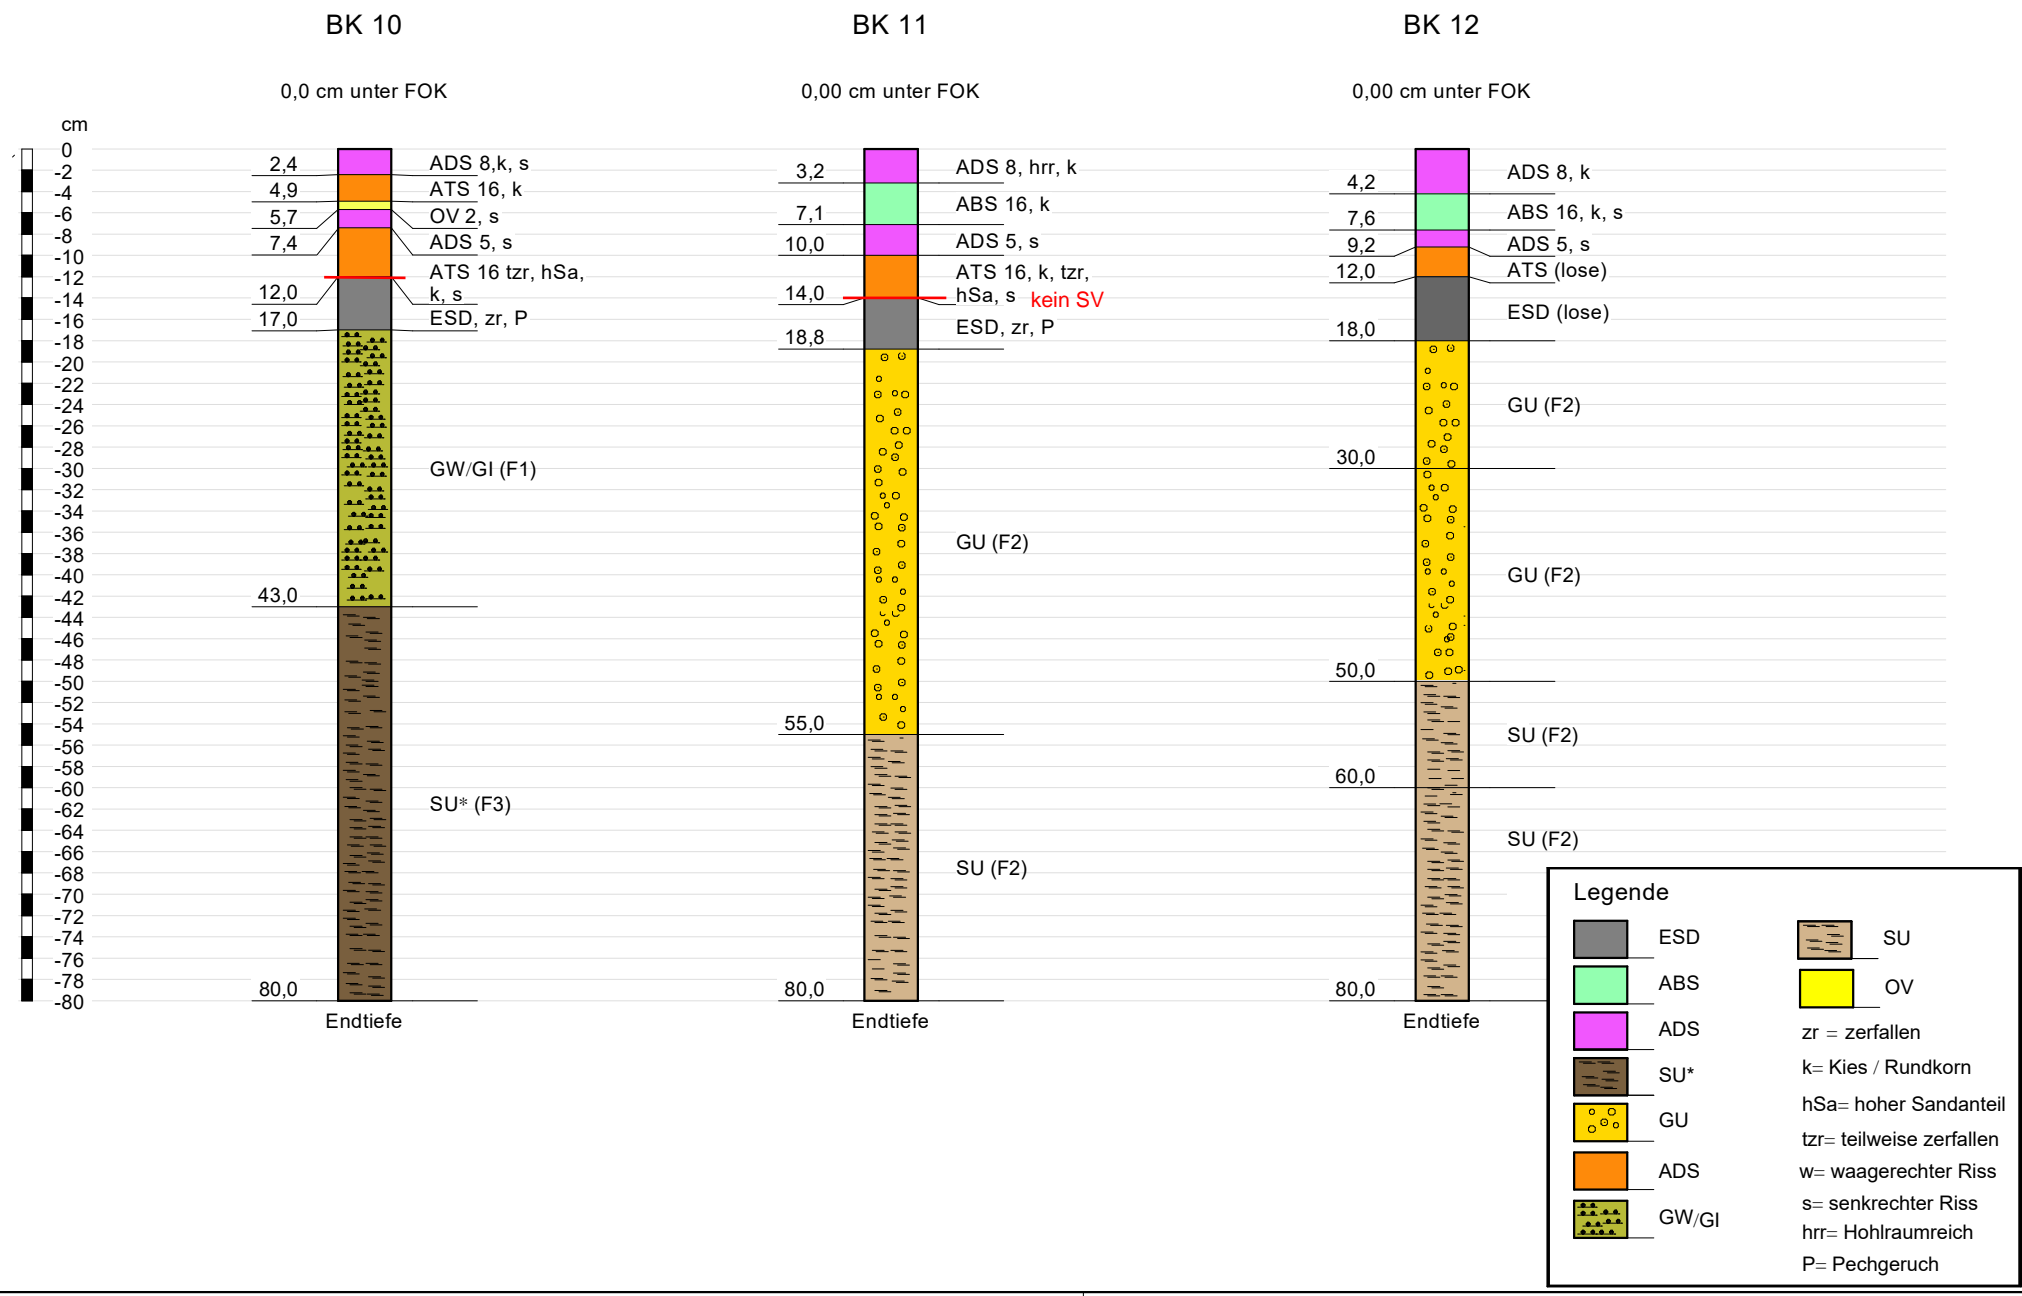 BK 10
BK 11
BK 12
0,0 cm unter FOK
0,00 cm unter FOK
0,00 cm unter FOK
cm
0
-2
-4
-6
-8
-10
-12
-14
-16
-18
-20
-22
-24
-26
-28
-30
-32
-34
-36
-38
-40
-42
-44
-46
-48
-50
-52
-54
-56
-58
-60
-62
-64
-66
-68
-70
-72
-74
-76
-78
-80
2,4
4,9
5,7
7,4
12,0
17,0
43,0
80,0
ADS 8,k, s
ATS 16, k
OV 2, s
ADS 5, s
ATS 16 tzr, hSa,
k, s
ESD, zr, P
GW/GI (F1)
SU* (F3)
Endtiefe
3,2
7,1
10,0
14,0
18,8
55,0
80,0
ADS 8, hrr, k
ABS 16, k
ADS 5, s
ATS 16, k, tzr,
hSa, s kein SV
ESD, zr, P
GU (F2)
SU (F2)
Endtiefe
4,2
7,6
9,2
12,0
18,0
30,0
50,0
60,0
80,0
ADS 8, k
ABS 16, k, s
ADS 5, s
ATS (lose)
ESD (lose)
GU (F2)
GU (F2)
SU (F2)
SU (F2)
Endtiefe
Legende
ESD
ABS
ADS
SU*
GU
ADS
GW/GI
SU
OV
zr = zerfallen
k= Kies / Rundkorn
hSa= hoher Sandanteil
tzr= teilweise zerfallen
w= waagerechter Riss
s= senkrechter Riss
hrr= Hohlraumreich
P= Pechgeruch